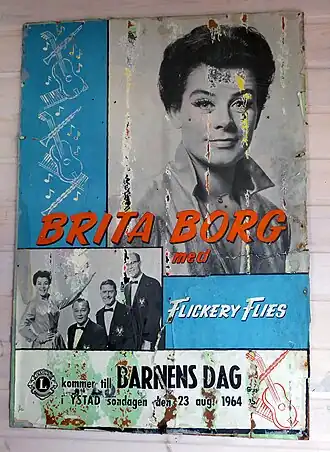 BRITA BORG
med
FLICKERY FLIES
L
kommer till BARNENS DAG
i YSTAD söndagen den 23 aug. 1964